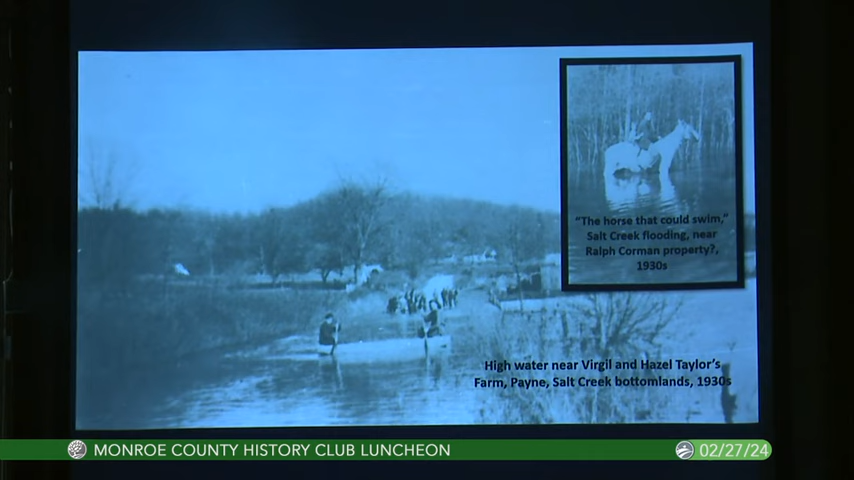 "The horse that could swim,"
Salt Creek flooding, near
Ralph Corman property?,
1930s
High water near Virgil and Hazel Taylor's
Farm, Payne, Salt Creek bottomlands, 1930s
MONROE COUNTY HISTORY CLUB LUNCHEON
02/27/24